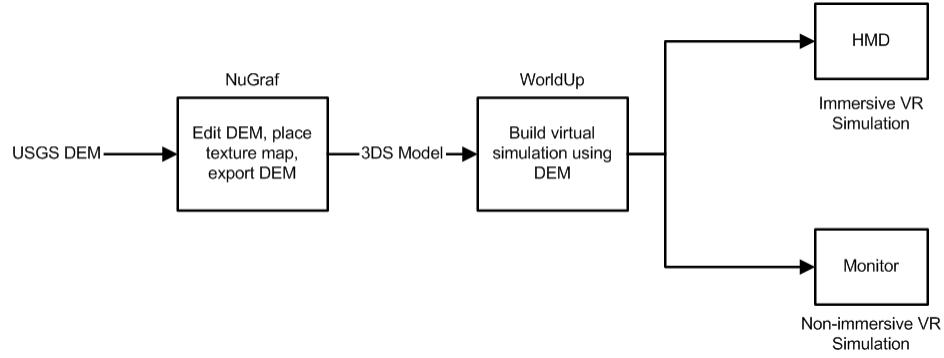 NuGraf
WorldUp
HMD
Immersive VR
Simulation
USGS DEM
Edit DEM, place
texture map,
export DEM
3DS Model
Build virtual
simulation using
DEM
Monitor
Non-immersive VR
Simulation